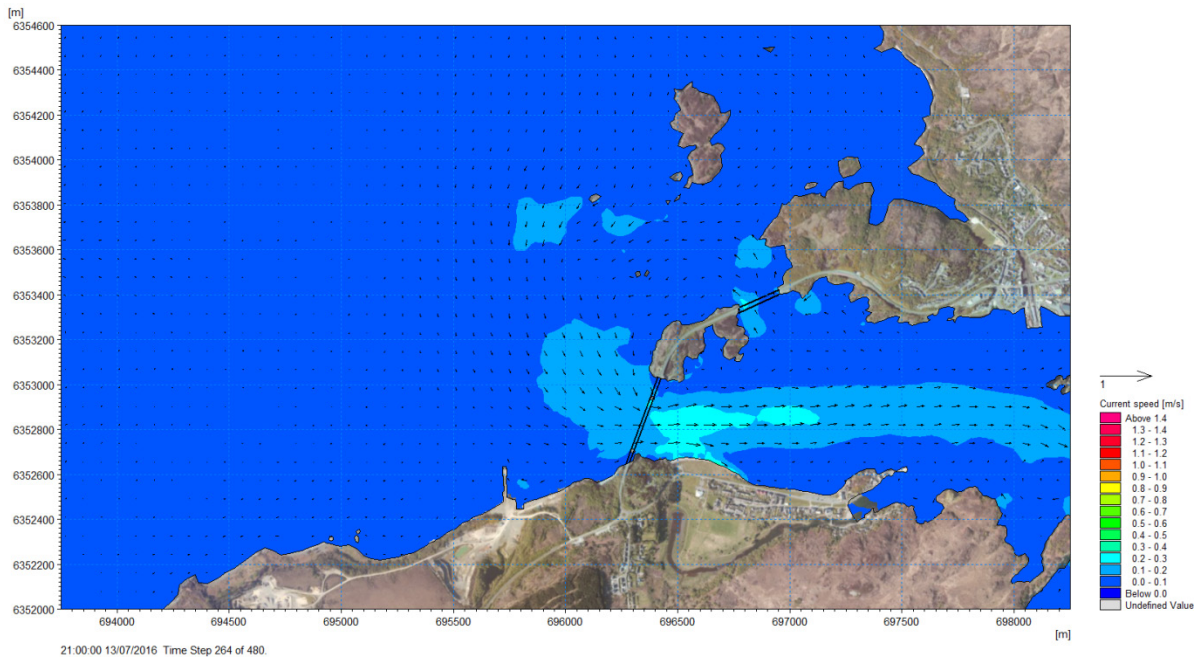 [m]
6354600
6354400
6354200
6354000
6353800
6353600
6353400
6353200
6353000
6352800
6352600
6352400
6352200
6352000
694000 694500 695000 695500 696000 696500 697000 697500 698000
[m]
21:00:00 13/07/2016 Time Step 264 of 480.
1
Current speed [m/s]
Above 1.4
1.3 - 1.4
1.2 - 1.3
1.1 - 1.2
1.0 - 1.1
0.9 - 1.0
0.8 - 0.9
0.7 - 0.8
0.6 - 0.7
0.5 - 0.6
0.4 - 0.5
0.3 - 0.4
0.2 - 0.3
0.1 - 0.2
0.0 - 0.1
Below 0.0
Undefined Value